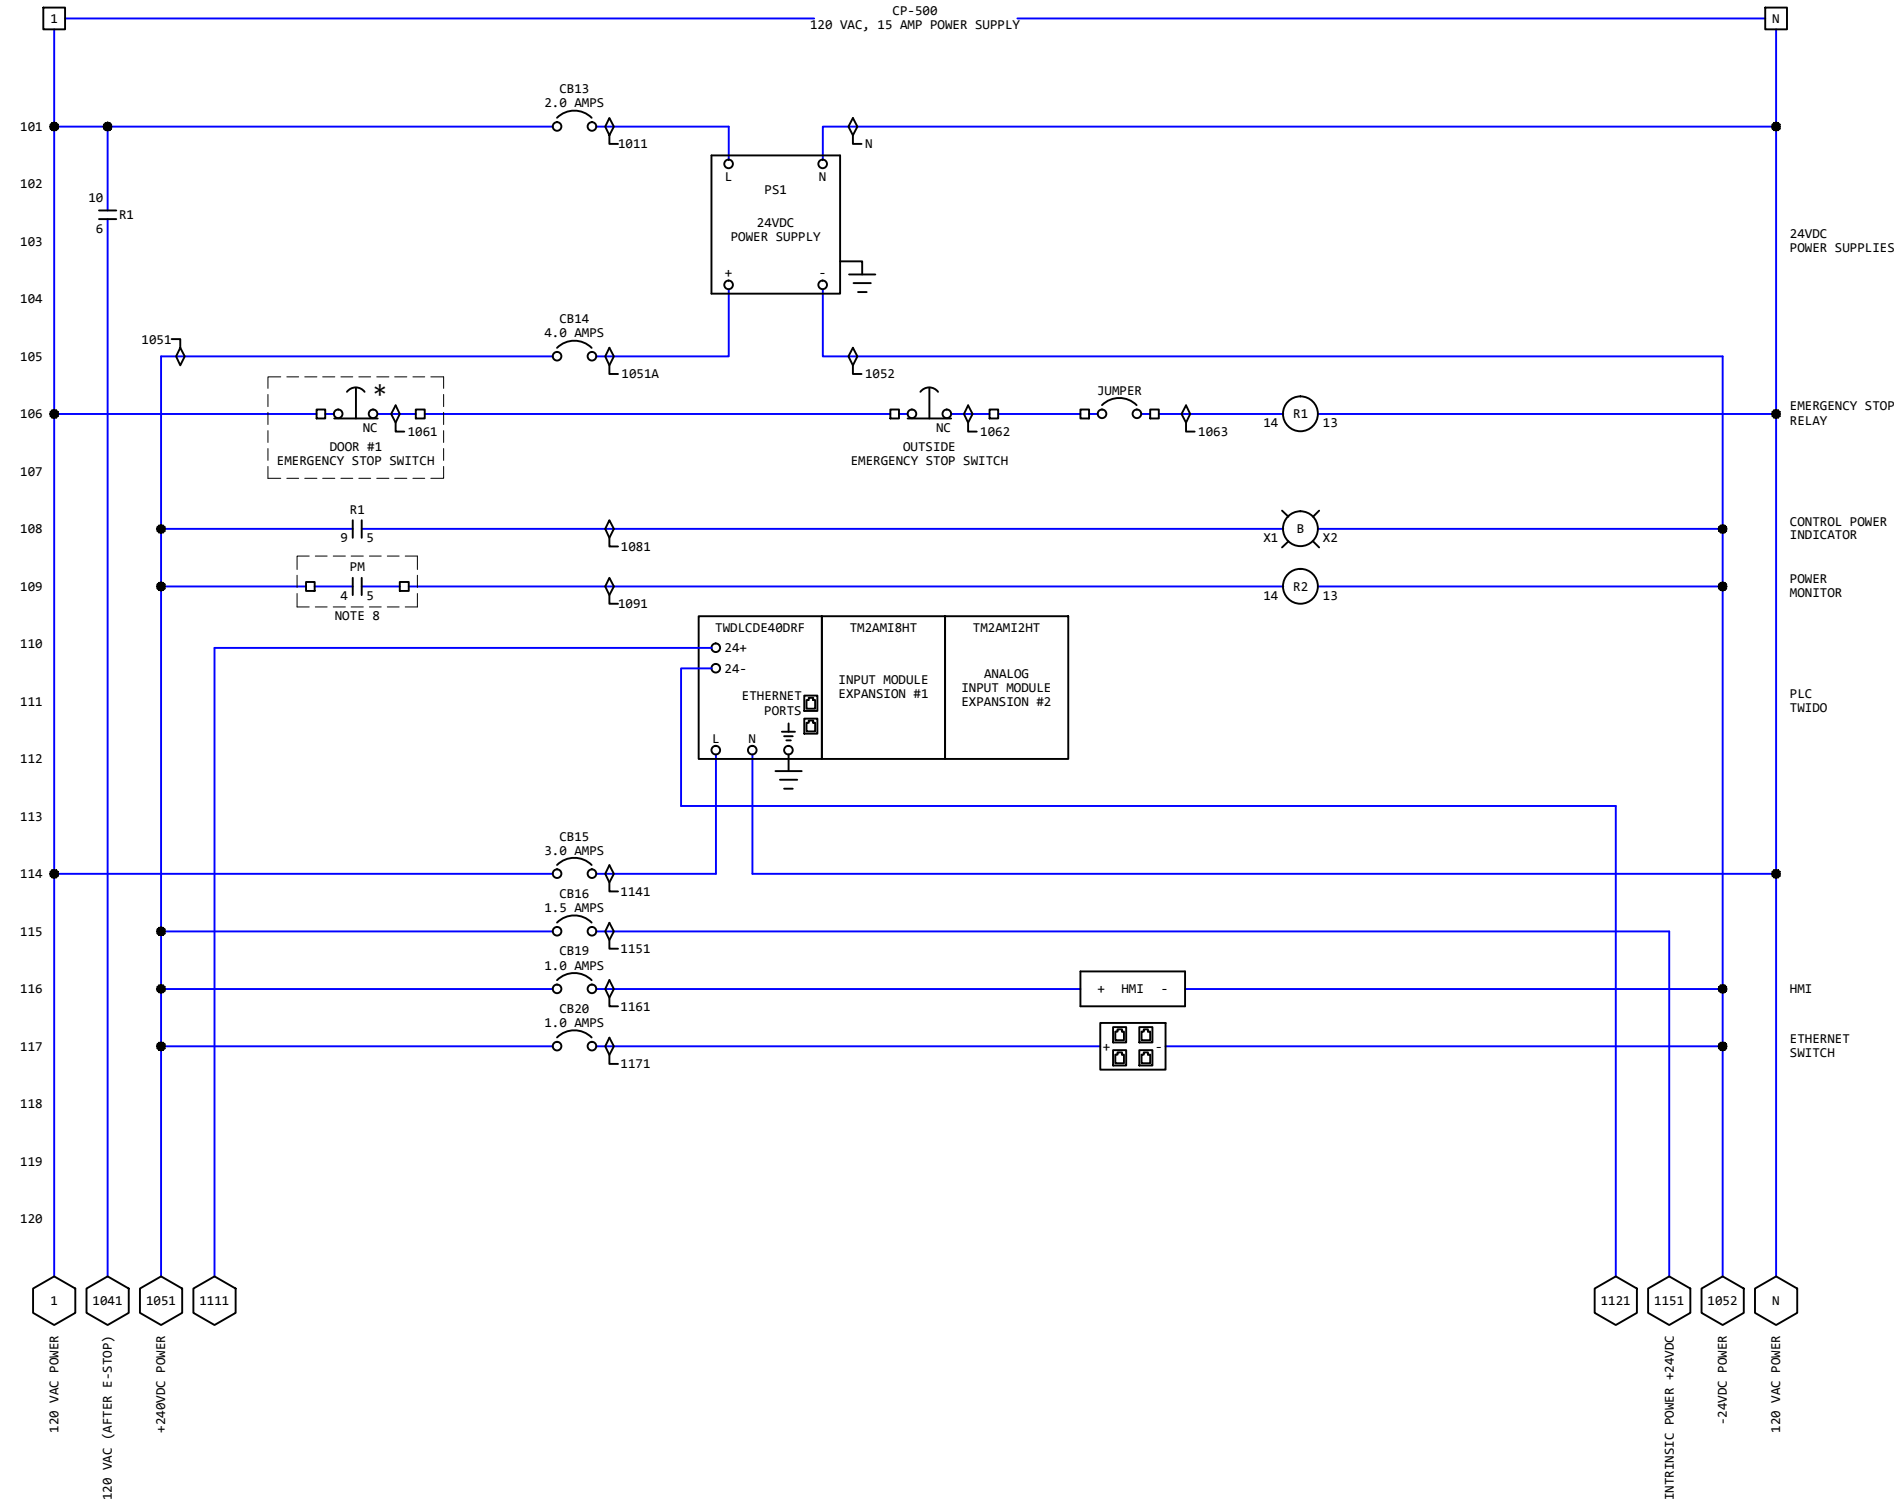 CP-500
1 120 VAC, 15 AMP POWER SUPPLY N
CB13
2.0 AMPS
101
1011
N
102
L N
PS1
10
R1
6
24VDC
POWER SUPPLY
103
24VDC
POWER SUPPLIES
+ -
104
CB14
4.0 AMPS
1051
105
1051A
1052
*
JUMPER
106
NC
1061
NC
1062
1063
14 R1 13
EMERGENCY STOP
RELAY
DOOR #1
EMERGENCY STOP SWITCH
OUTSIDE
EMERGENCY STOP SWITCH
107
R1
108
9 5
1081
X1 B X2
CONTROL POWER
INDICATOR
PM
109
4 5
1091
14 R2 13
POWER
MONITOR
NOTE 8
TWDLCDE40DRF TM2AMI8HT TM2AMI2HT
110
24+
24-
INPUT MODULE
EXPANSION #1
ANALOG
INPUT MODULE
EXPANSION #2
ETHERNET
PORTS
111
PLC
TWIDO
L N
112
113
CB15
3.0 AMPS
114
1141
CB16
1.5 AMPS
115
1151
CB19
1.0 AMPS
116
1161
+ HMI -
HMI
CB20
1.0 AMPS
117
1171
+ -
ETHERNET
SWITCH
118
119
120
1 1041 1051 1111 1121 1151 1052 N
120 VAC POWER
120 VAC (AFTER E-STOP)
+240VDC POWER
INTRINSIC POWER +24VDC
-24VDC POWER
120 VAC POWER